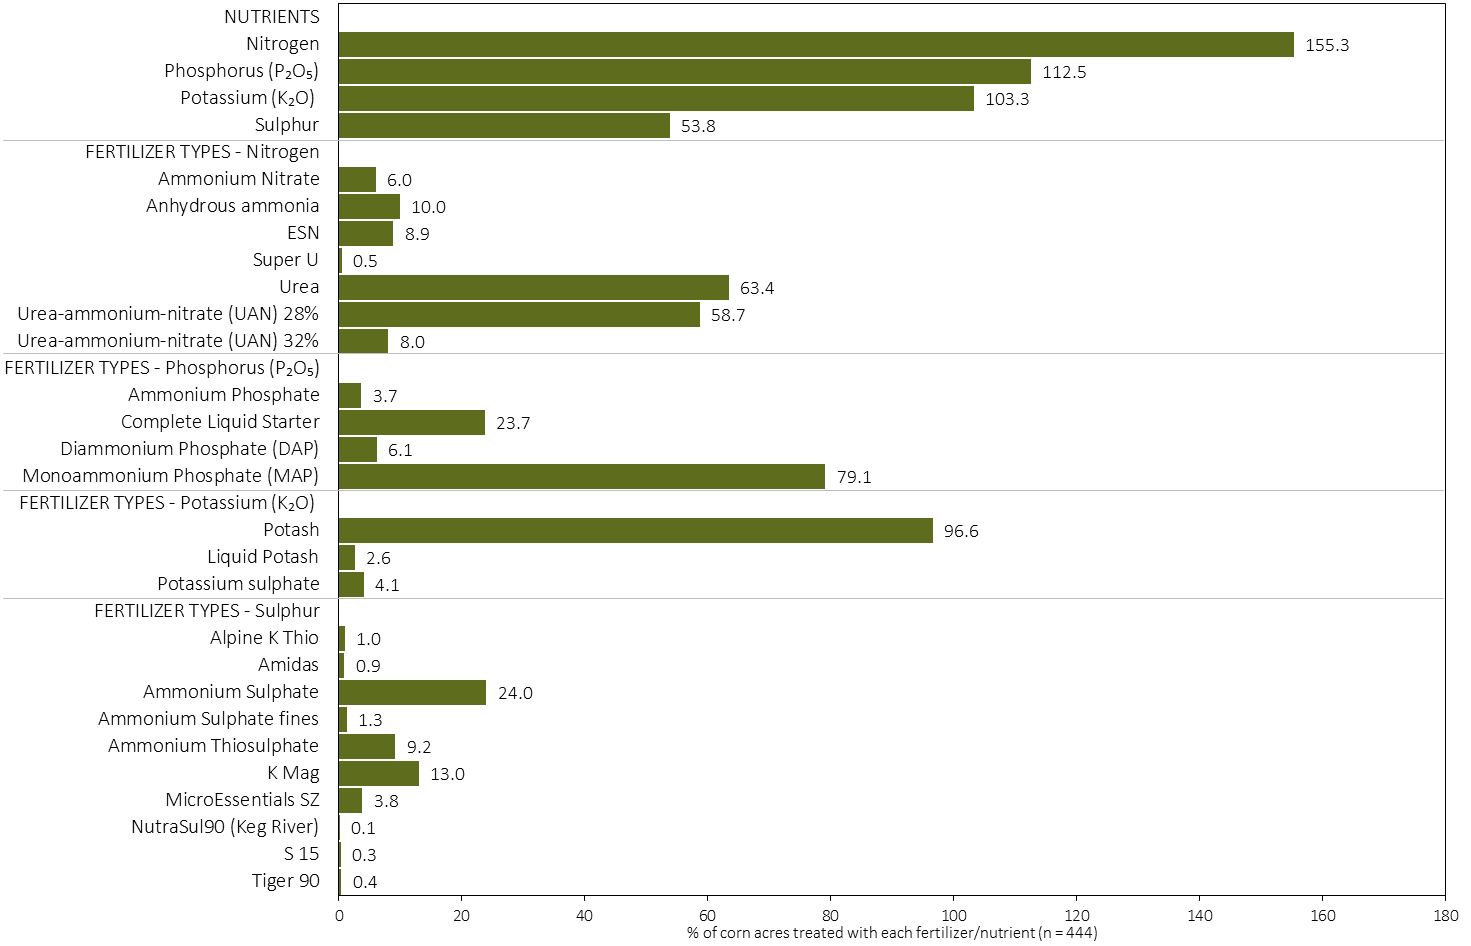 NUTRIENTS
Nitrogen 155.3
Phosphorus (P₂O₅) 112.5
Potassium (K₂O) 103.3
Sulphur 53.8
FERTILIZER TYPES - Nitrogen
Ammonium Nitrate 6.0
Anhydrous ammonia 10.0
ESN 8.9
Super U 0.5
Urea 63.4
Urea-ammonium-nitrate (UAN) 28% 58.7
Urea-ammonium-nitrate (UAN) 32% 8.0
FERTILIZER TYPES - Phosphorus (P₂O₅)
Ammonium Phosphate 3.7
Complete Liquid Starter 23.7
Diammonium Phosphate (DAP) 6.1
Monoammonium Phosphate (MAP) 79.1
FERTILIZER TYPES - Potassium (K₂O)
Potash 96.6
Liquid Potash 2.6
Potassium sulphate 4.1
FERTILIZER TYPES - Sulphur
Alpine K Thio 1.0
Amidas 0.9
Ammonium Sulphate 24.0
Ammonium Sulphate fines 1.3
Ammonium Thiosulphate 9.2
K Mag 13.0
MicroEssentials SZ 3.8
NutraSul90 (Keg River) 0.1
S 15 0.3
Tiger 90 0.4
0 20 40 60 80 100 120 140 160 180
% of corn acres treated with each fertilizer/nutrient (n = 444)